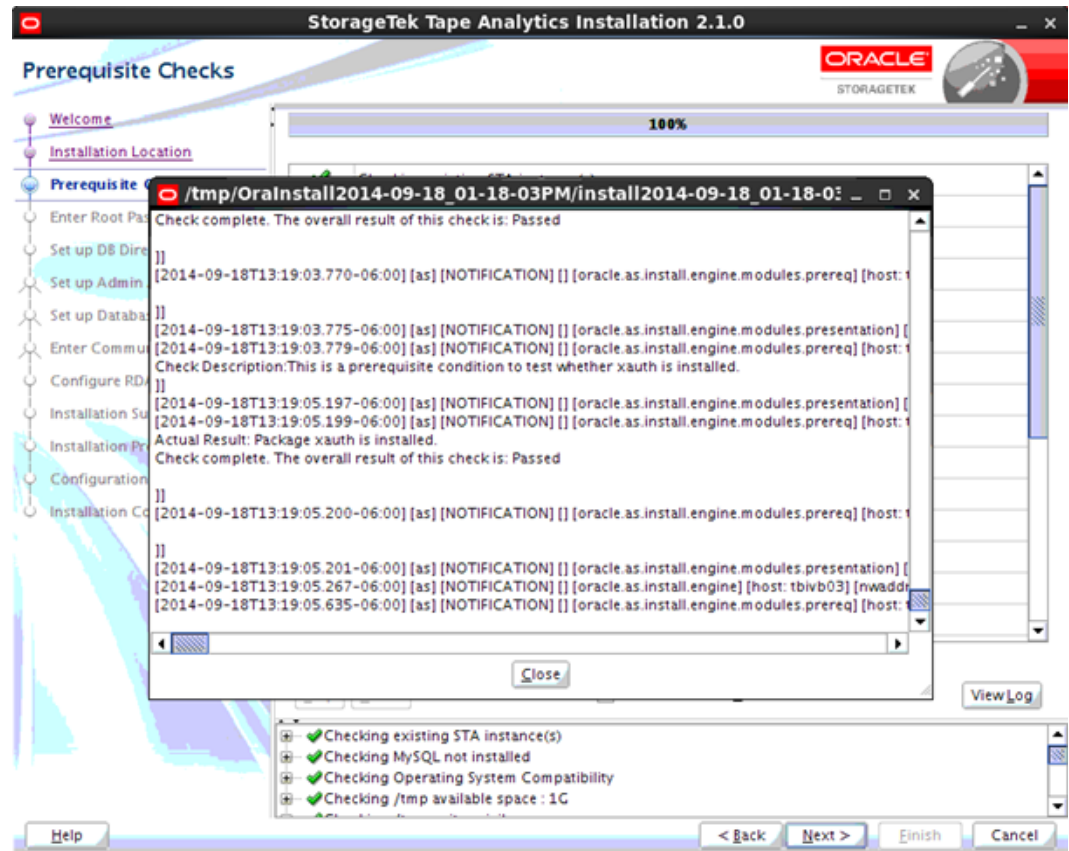 StorageTek Tape Analytics Installation 2.1.0
Prerequisite Checks
ORACLE
STORAGETEK
Welcome
Installation Location
Prerequisite
Enter Root Pas
Set up DB Dire
Set up Admin
Set up Databas
Enter Commu
Configure RDA
Installation Su
Installation Pr
Configuration
Installation Co
100%
/tmp/OraInstall2014-09-18_01-18-03PM/install2014-09-18_01-18-03
Check complete. The overall result of this check is: Passed
]]
[2014-09-18T13:19:03.770-06:00] [as] [NOTIFICATION] [] [oracle.as.install.engine.modules.prereq] [host: t
]]
[2014-09-18T13:19:03.775-06:00] [as] [NOTIFICATION] [] [oracle.as.install.engine.modules.presentation] [
[2014-09-18T13:19:03.779-06:00] [as] [NOTIFICATION] [] [oracle.as.install.engine.modules.prereq] [host: t
Check Description:This is a prerequisite condition to test whether xauth is installed.
]]
[2014-09-18T13:19:05.197-06:00] [as] [NOTIFICATION] [] [oracle.as.install.engine.modules.presentation] [
[2014-09-18T13:19:05.199-06:00] [as] [NOTIFICATION] [] [oracle.as.install.engine.modules.prereq] [host: t
Actual Result: Package xauth is installed.
Check complete. The overall result of this check is: Passed
]]
[2014-09-18T13:19:05.200-06:00] [as] [NOTIFICATION] [] [oracle.as.install.engine.modules.prereq] [host: t
]]
[2014-09-18T13:19:05.201-06:00] [as] [NOTIFICATION] [] [oracle.as.install.engine.modules.presentation] [
[2014-09-18T13:19:05.267-06:00] [as] [NOTIFICATION] [] [oracle.as.install.engine] [host: tbivb03] [nwaddr
[2014-09-18T13:19:05.635-06:00] [as] [NOTIFICATION] [] [oracle.as.install.engine.modules.prereq] [host: t
Close
View Log
Checking existing STA instance(s)
Checking MySQL not installed
Checking Operating System Compatibility
Checking /tmp available space : 1G
Help
< Back
Next >
Finish
Cancel